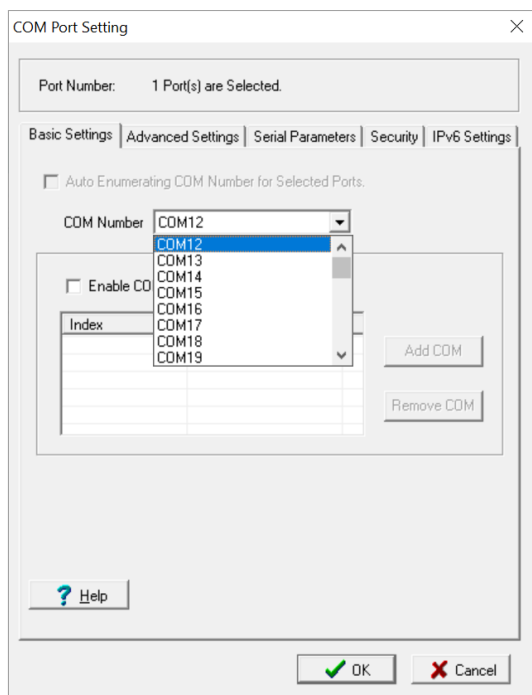 COM Port Setting
Port Number: 1 Port(s) are Selected.
Basic Settings Advanced Settings Serial Parameters Security IPv6 Settings
Auto Enumerating COM Number for Selected Ports.
COM Number COM12
COM12
COM13
COM14
Enable CO
COM15
COM16
Index
COM17
COM18
COM19
Add COM
Remove COM
? Help
OK Cancel